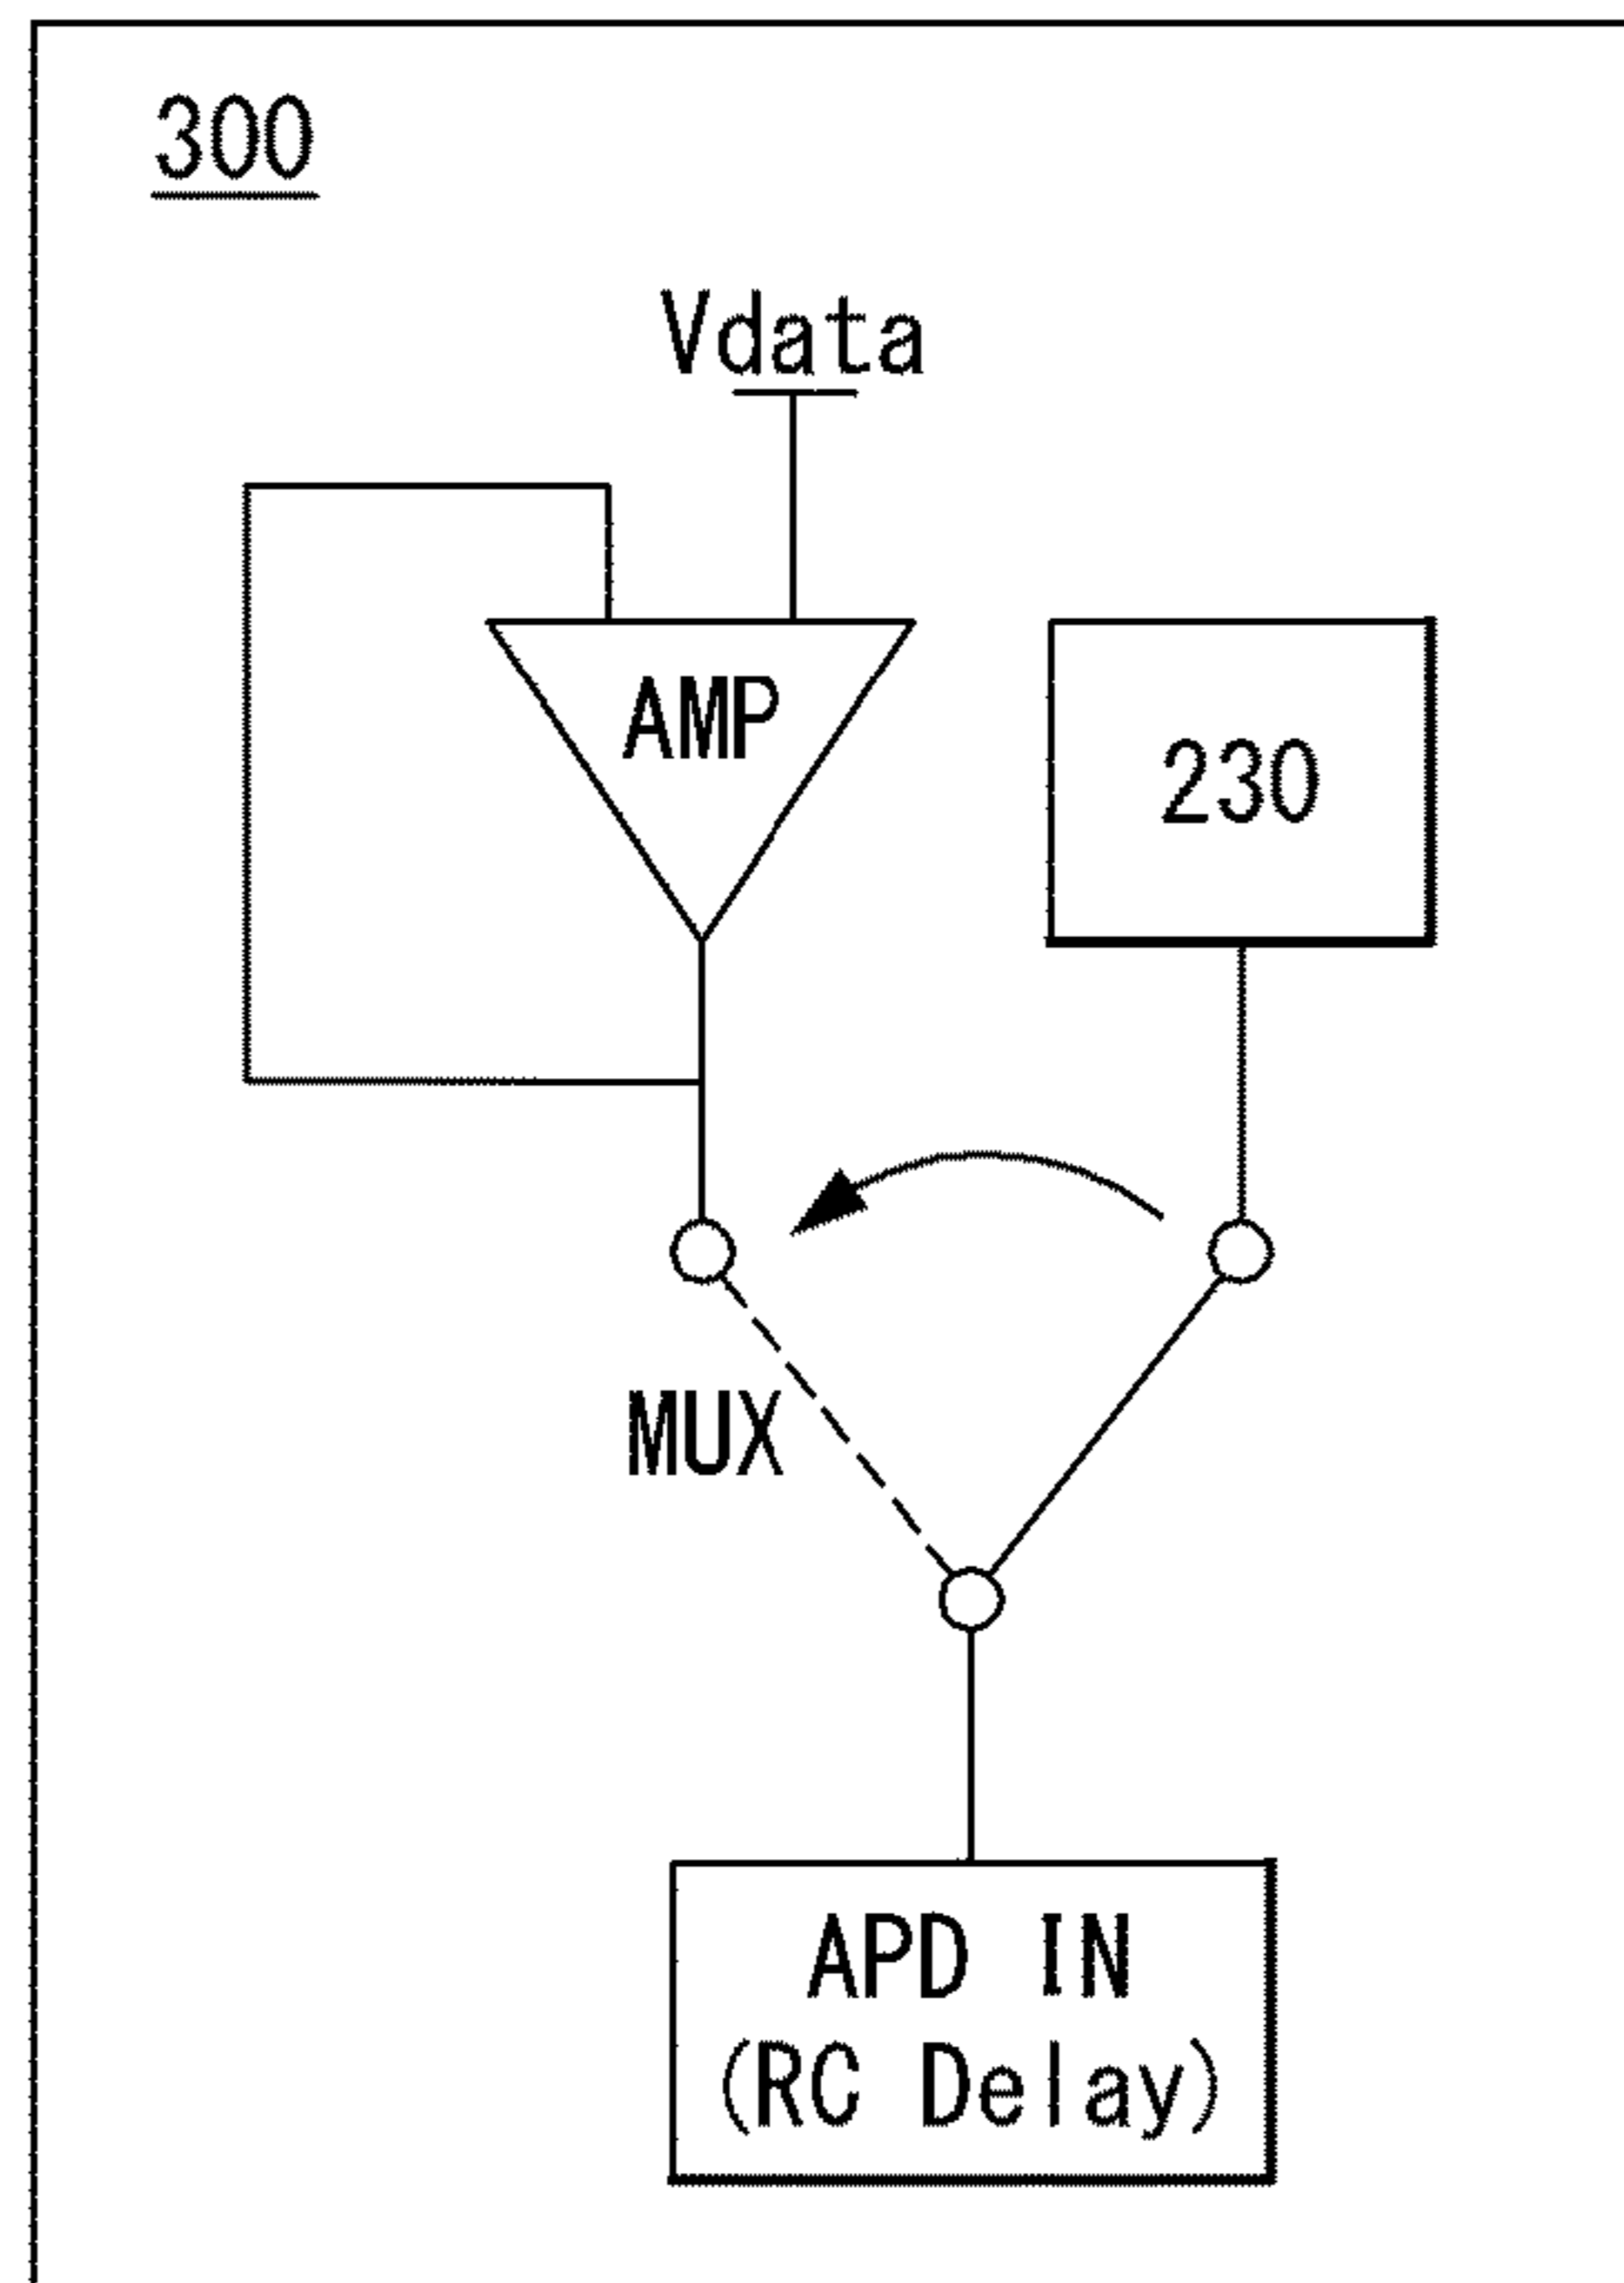 300
Vdata
AMP
230
MUX
APD IN
(RC Delay)